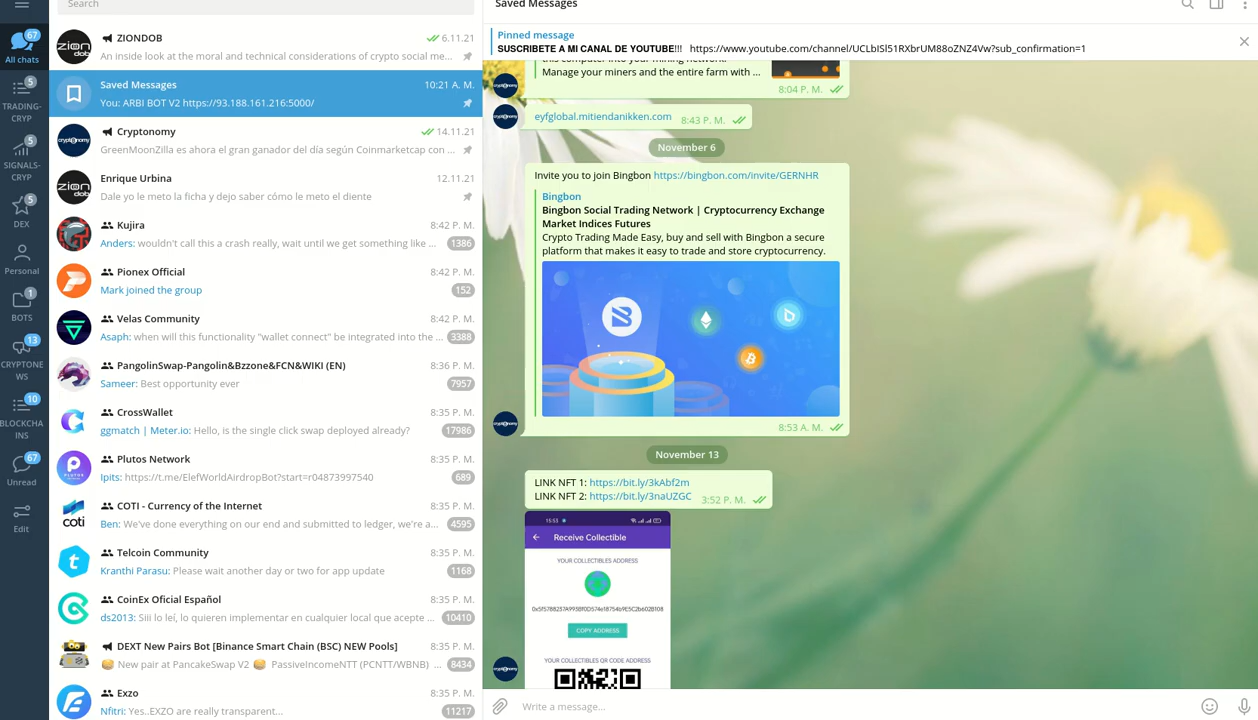 Search
Saved Messages
67
All chats
5
TRADING-
CRYP
5
SIGNALS-
CRYP
5
DEX
Personal
1
BOTS
13
CRYPTONE
WS
10
BLOCKCHA
INS
67
Unread
Edit
ZIONDOB
6.11.21
An inside look at the moral and technical considerations of crypto social me...
Saved Messages
10:21 A. M.
You: ARBI BOT V2 https://93.188.161.216:5000/
Cryptonomy
14.11.21
GreenMoonZilla es ahora el gran ganador del día según Coinmarketcap con ...
Enrique Urbina
12.11.21
Dale yo le meto la ficha y dejo saber cómo le meto el diente
Kujira
8:42 P. M.
Anders: wouldn't call this a crash really, wait until we get something like ...
1386
Pionex Official
8:42 P. M.
Mark joined the group
152
Velas Community
8:42 P. M.
Asaph: when will this functionality "wallet connect" be integrated into the ...
3388
PangolinSwap-Pangolin&Bzzone&FCN&WIKI (EN)
8:36 P. M.
Sameer: Best opportunity ever
7957
CrossWallet
8:35 P. M.
ggmatch | Meter.io: Hello, is the single click swap deployed already?
17986
Plutos Network
8:35 P. M.
Ipits: https://t.me/ElefWorldAirdropBot?start=r04873997540
689
COTI - Currency of the Internet
8:35 P. M.
Ben: We've done everything on our end and submitted to ledger, we're a...
4595
Telcoin Community
8:35 P. M.
Kranthi Parasu: Please wait another day or two for app update
1168
CoinEx Oficial Español
8:35 P. M.
ds2013: Siii lo leí, lo quieren implementar en cualquier local que acepte ...
10410
DEXT New Pairs Bot [Binance Smart Chain (BSC) NEW Pools]
8:35 P. M.
New pair at PancakeSwap V2 PassiveIncomeNTT (PCNTT/WBNB) ...
8434
Exzo
8:35 P. M.
Nfitri: Yes..EXZO are really transparent...
11217
Pinned message
SUSCRIBETE A MI CANAL DE YOUTUBE!!! https://www.youtube.com/channel/UCLbISl51RXbrUM88oZNZ4Vw?sub_confirmation=1
this computer into your mining network.
Manage your miners and the entire farm with ...
8:04 P. M.
eyfglobal.mitiendanikken.com
8:43 P. M.
November 6
Invite you to join Bingbon https://bingbon.com/invite/GERNHR
Bingbon
Bingbon Social Trading Network | Cryptocurrency Exchange
Market Indices Futures
Crypto Trading Made Easy, buy and sell with Bingbon a secure
platform that makes it easy to trade and store cryptocurrency.
8:53 A. M.
November 13
LINK NFT 1: https://bit.ly/3kAbf2m
LINK NFT 2: https://bit.ly/3naUZGC
3:52 P. M.
15:53
Receive Collectible
YOUR COLLECTIBLES ADDRESS
COPY ADDRESS
YOUR COLLECTIBLES QR CODE ADDRESS
Write a message...